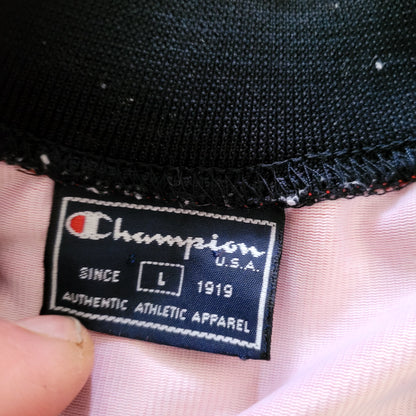 Champion
U.S.A.
SINCE L 1919
AUTHENTIC ATHLETIC APPAREL